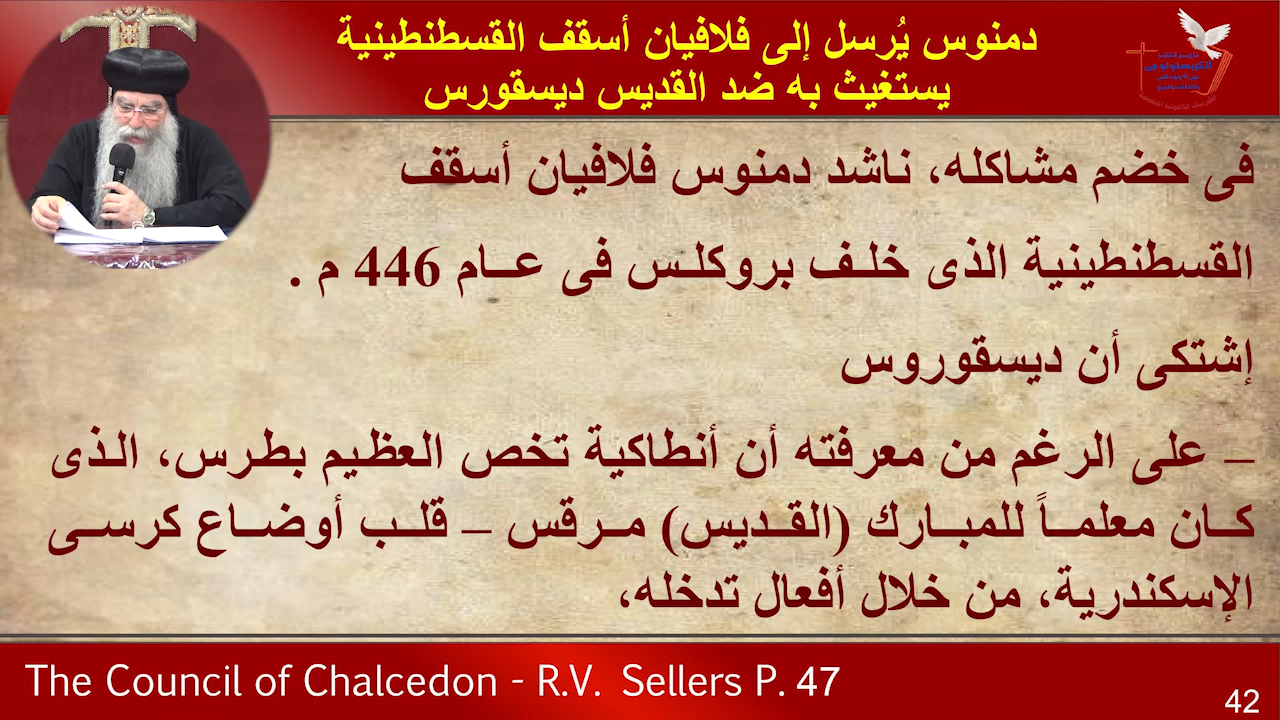 دمنوس يُرسل إلى فلافيان أسقف القسطنطينية
يستغيث به ضد القديس ديسقورس
فى خضم مشاكله، ناشد دمنوس فلافيان أسقف
القسطنطينية الذى خلف بروكلس فى عام 446 م .
إشتكى أن ديسقوروس
– على الرغم من معرفته أن أنطاكية تخص العظيم بطرس، الذى
كان معلماً للمبارك (القديس) مرقس – قلب أوضاع كرسى
الإسكندرية، من خلال أفعال تدخله،
The Council of Chalcedon - R.V. Sellers P. 47
42